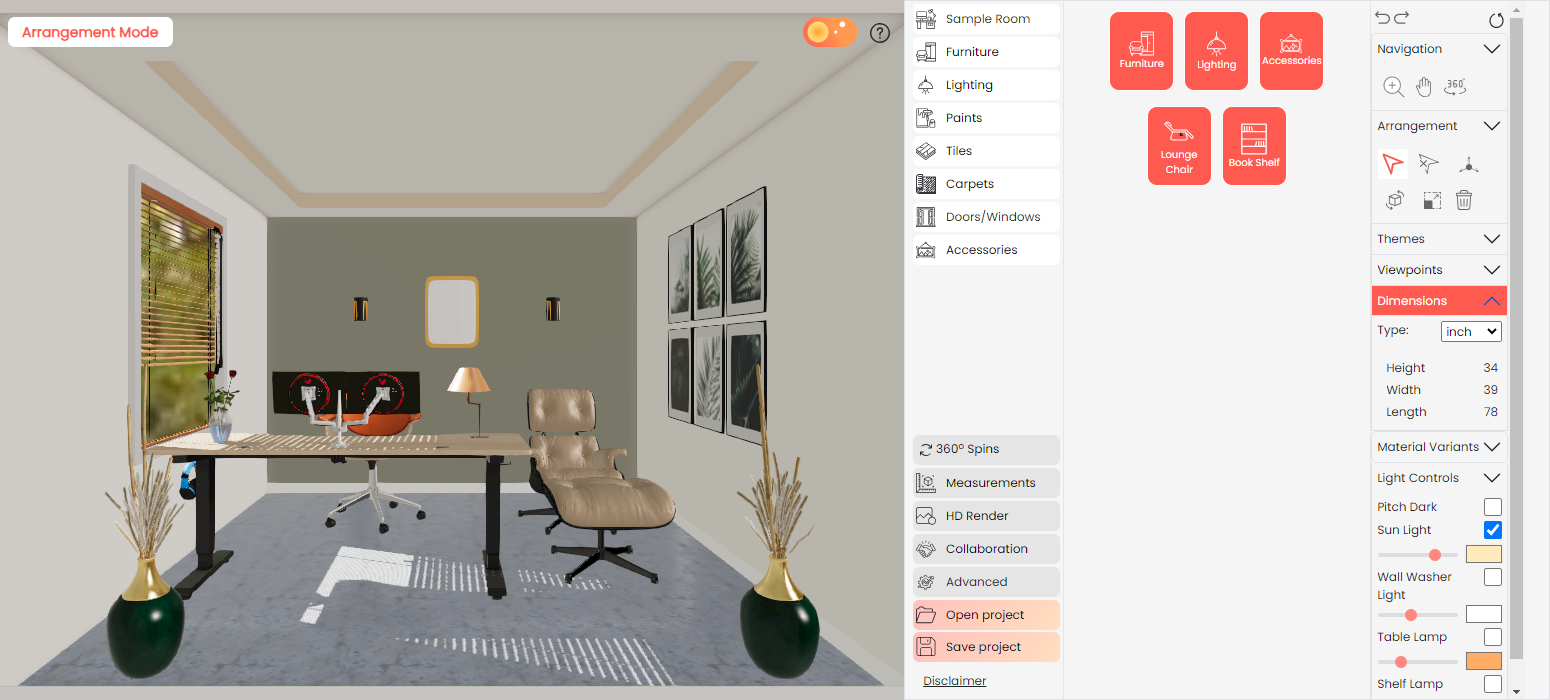 Arrangement Mode
?
Sample Room
Furniture
Lighting
Paints
Tiles
Carpets
Doors/Windows
Accessories
360° Spins
Measurements
HD Render
Collaboration
Advanced
Open project
Save project
Disclaimer
Furniture
Lighting
Accessories
Lounge
Chair
Book Shelf
Navigation
360°
Arrangement
Themes
Viewpoints
Dimensions
Type: inch
Height 34
Width 39
Length 78
Material Variants
Light Controls
Pitch Dark
Sun Light
Wall Washer
Light
Table Lamp
Shelf Lamp